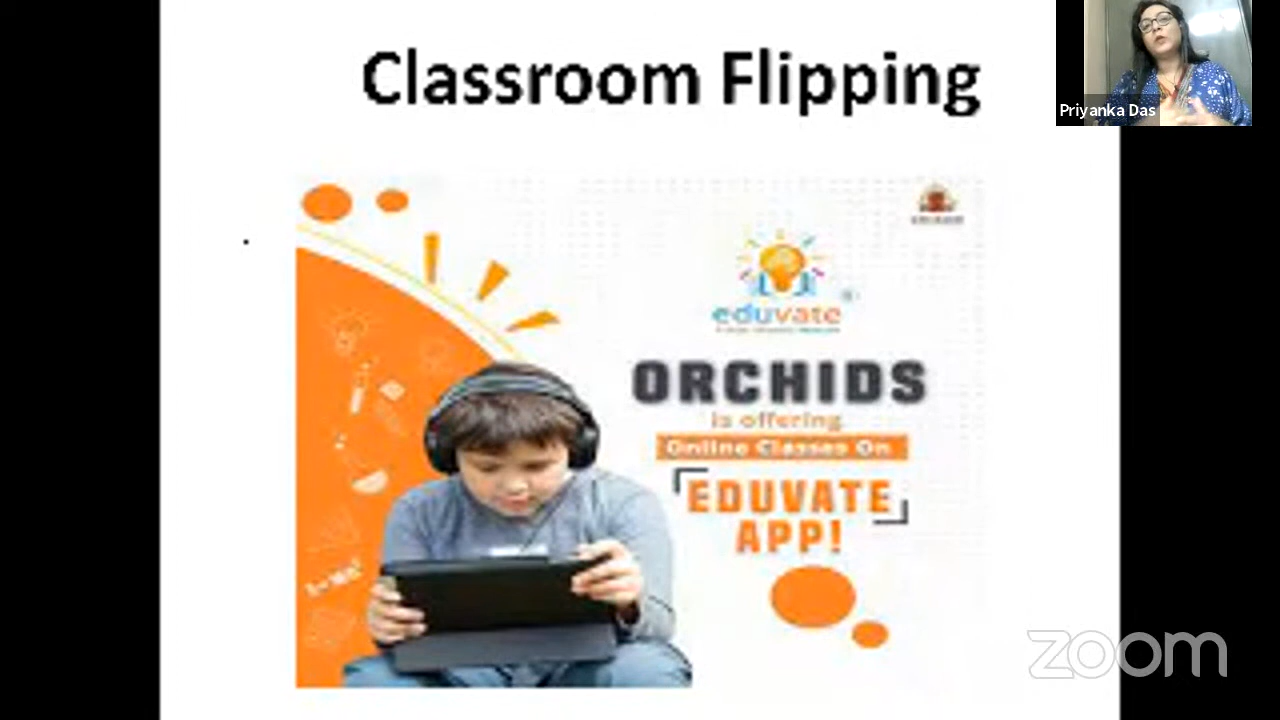 Classroom Flipping
Priyanka Das
eduvate
ORCHIDS
is offering
Online Classes On
EDUVATE
APP!
zoom